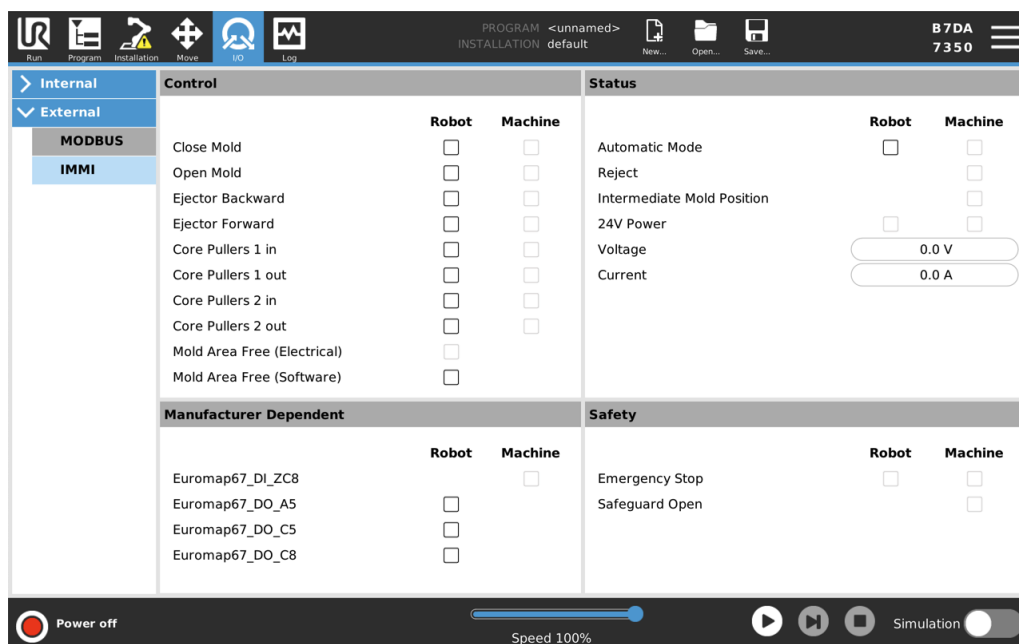 PROGRAM <unnamed>
INSTALLATION default
B7DA
7350
UR
Run
Program
Installation
Move
I/O
Log
New...
Open...
Save...
Internal
External
MODBUS
IMMI
Control
Robot Machine
Close Mold
Open Mold
Ejector Backward
Ejector Forward
Core Pullers 1 in
Core Pullers 1 out
Core Pullers 2 in
Core Pullers 2 out
Mold Area Free (Electrical)
Mold Area Free (Software)
Status
Robot Machine
Automatic Mode
Reject
Intermediate Mold Position
24V Power
Voltage 0.0 V
Current 0.0 A
Manufacturer Dependent
Robot Machine
Euromap67_DI_ZC8
Euromap67_DO_A5
Euromap67_DO_C5
Euromap67_DO_C8
Safety
Robot Machine
Emergency Stop
Safeguard Open
Power off
Speed 100%
Simulation